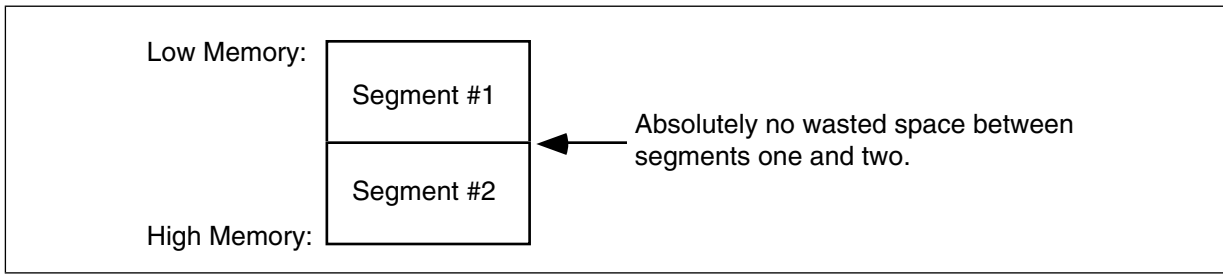 Low Memory:
Segment #1
Absolutely no wasted space between
segments one and two.
Segment #2
High Memory: